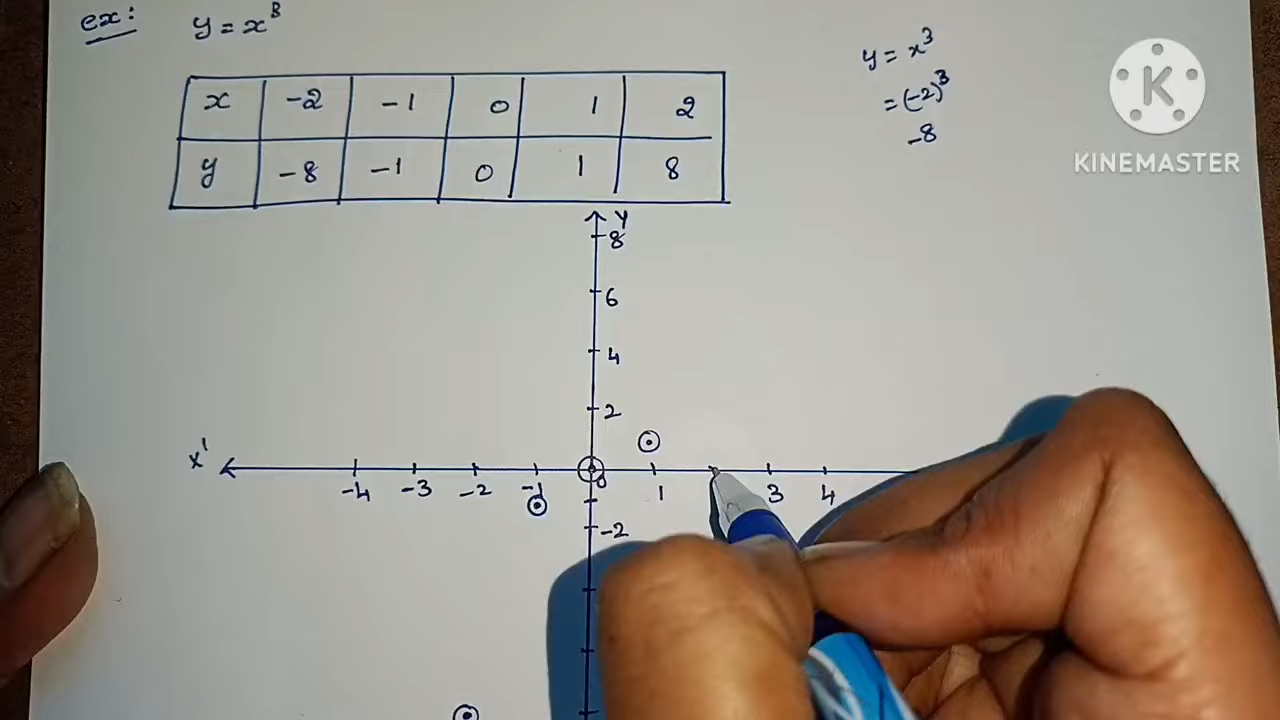 ex: y = x³
y = x³
= (-2)³
-8
x -2 -1 0 1 2
y -8 -1 0 1 8
KINEMASTER
Y
8
6
4
2
x'
-4 -3 -2 -1 0 1 3 4
-2